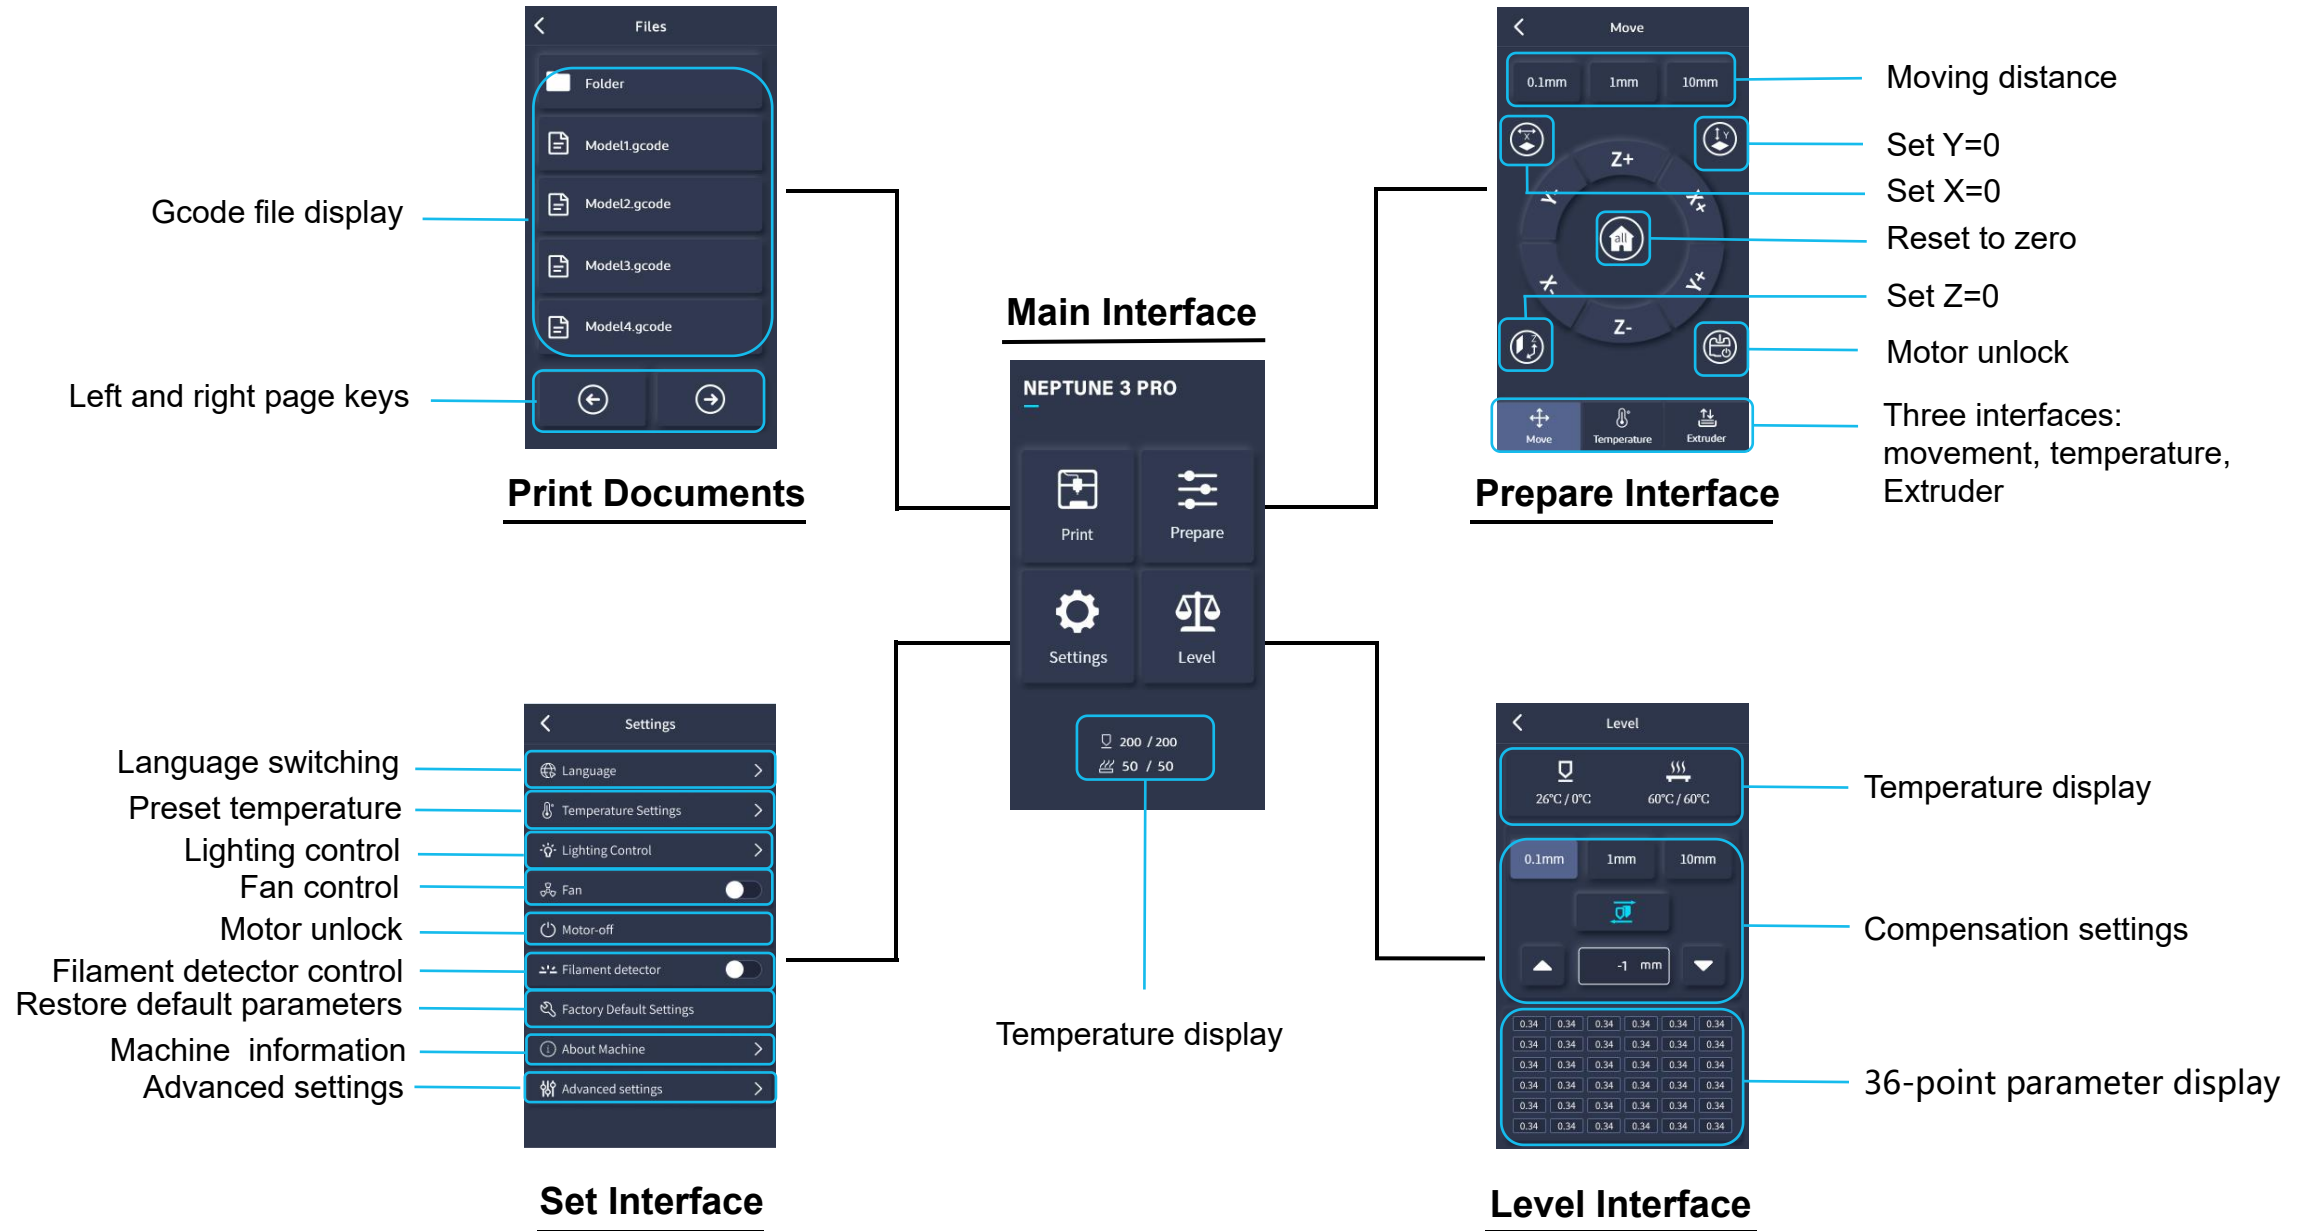 Files
Folder
Model1.gcode
Model2.gcode
Model3.gcode
Model4.gcode
Gcode file display
Left and right page keys
Print Documents
Move
0.1mm 1mm 10mm
X
Y
Z+
Y-
X+
all
X-
Y+
Z-
Z
Move Temperature Extruder
Moving distance
Set Y=0
Set X=0
Reset to zero
Set Z=0
Motor unlock
Three interfaces:
movement, temperature,
Extruder
Prepare Interface
Main Interface
NEPTUNE 3 PRO
Print Prepare
Settings Level
200 / 200
50 / 50
Temperature display
Settings
Language
Temperature Settings
Lighting Control
Fan
Motor-off
Filament detector
Factory Default Settings
About Machine
Advanced settings
Language switching
Preset temperature
Lighting control
Fan control
Motor unlock
Filament detector control
Restore default parameters
Machine information
Advanced settings
Set Interface
Level
26°C / 0°C 60°C / 60°C
0.1mm 1mm 10mm
-1 mm
0.34 0.34 0.34 0.34 0.34 0.34
0.34 0.34 0.34 0.34 0.34 0.34
0.34 0.34 0.34 0.34 0.34 0.34
0.34 0.34 0.34 0.34 0.34 0.34
0.34 0.34 0.34 0.34 0.34 0.34
0.34 0.34 0.34 0.34 0.34 0.34
Temperature display
Compensation settings
36-point parameter display
Level Interface